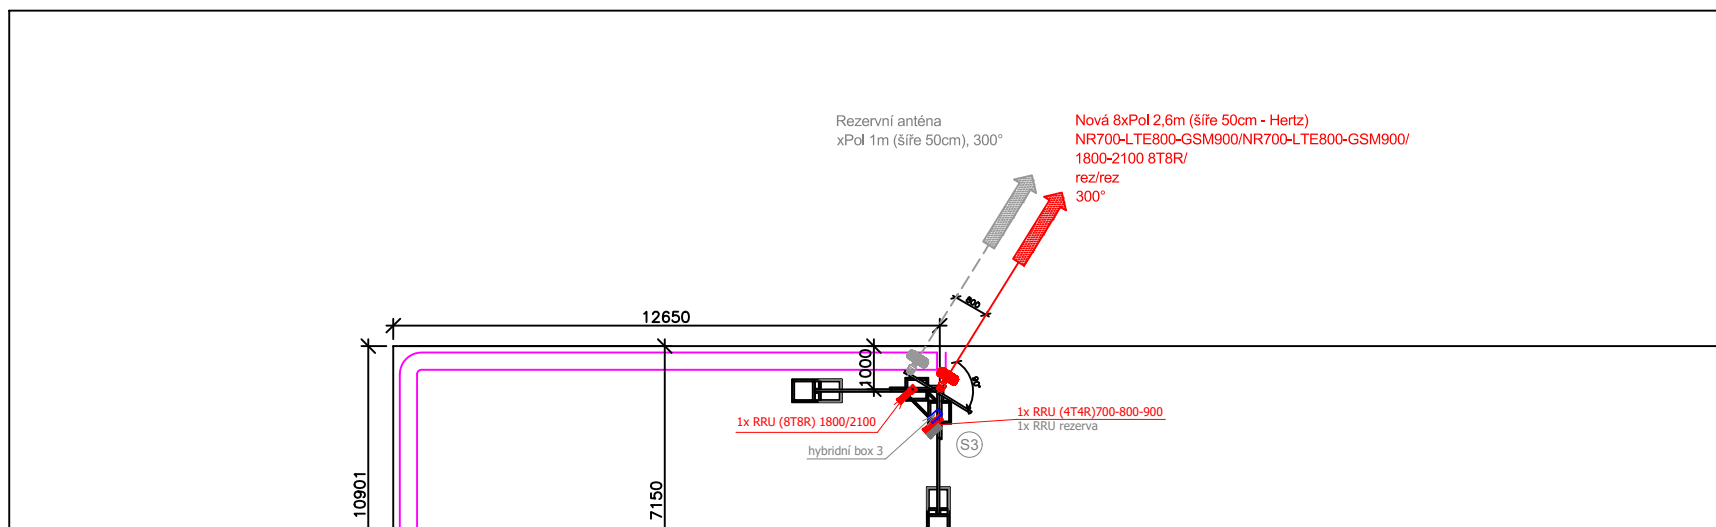 Rezervní anténa
xPol 1m (šíře 50cm), 300°
Nová 8xPol 2,6m (šíře 50cm - Hertz)
NR700-LTE800-GSM900/NR700-LTE800-GSM900/
1800-2100 8T8R/
rez/rez
300°
800
12650
1000
90°
1x RRU (8T8R) 1800/2100
1x RRU (4T4R)700-800-900
1x RRU rezerva
hybridní box 3
S3
10901
7150